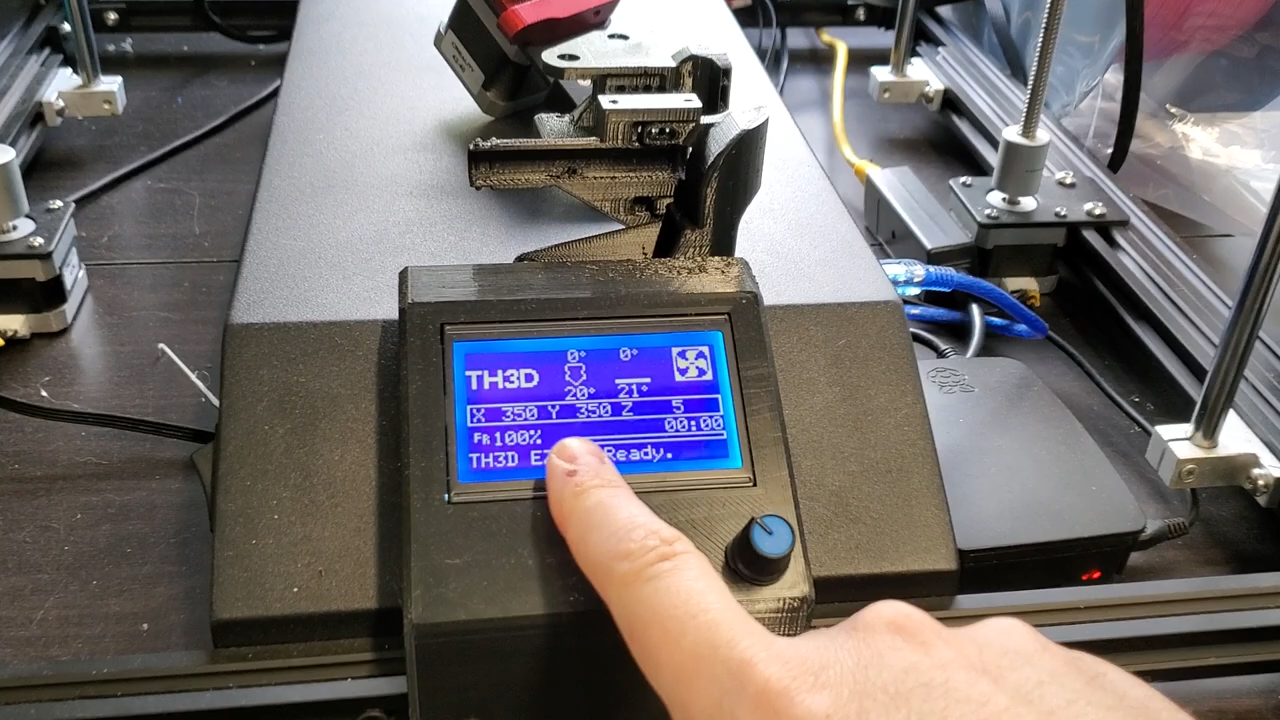 0° 0°
TH3D
20° 21°
X 350 Y 350 Z 5
00:00
FR 100%
TH3D Ready.